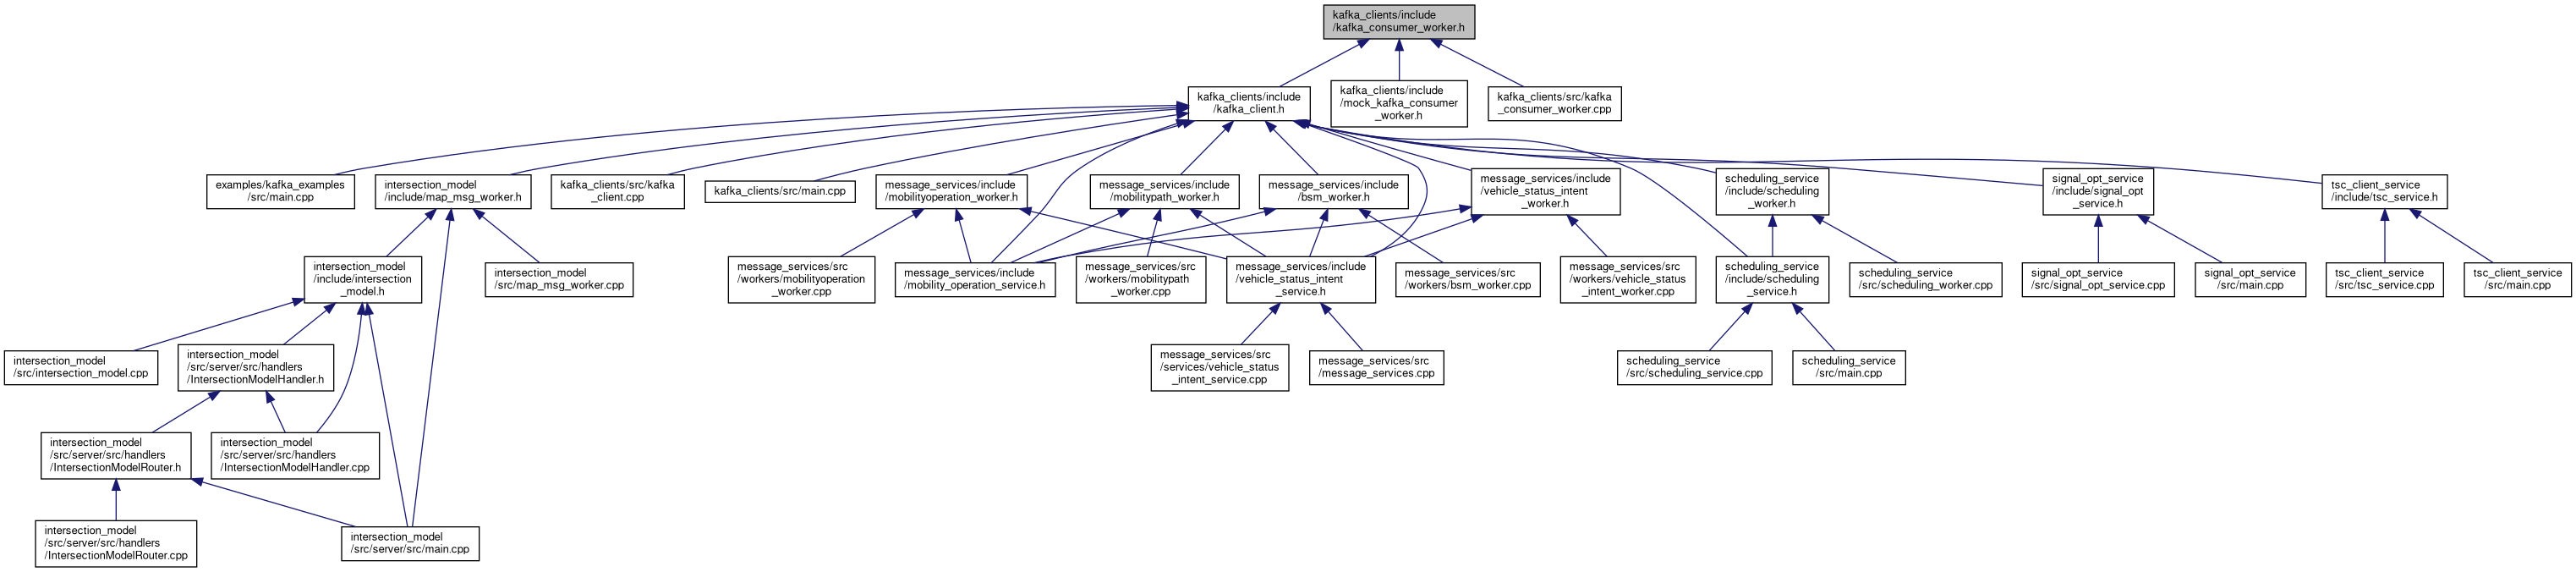 kafka_clients/include
/kafka_consumer_worker.h
kafka_clients/include
/kafka_client.h
kafka_clients/include
/mock_kafka_consumer
_worker.h
kafka_clients/src/kafka
_consumer_worker.cpp
examples/kafka_examples
/src/main.cpp
intersection_model
/include/map_msg_worker.h
kafka_clients/src/kafka
_client.cpp
kafka_clients/src/main.cpp
message_services/include
/mobilityoperation_worker.h
message_services/include
/mobilitypath_worker.h
message_services/include
/bsm_worker.h
message_services/include
/vehicle_status_intent
_worker.h
scheduling_service
/include/scheduling
_worker.h
signal_opt_service
/include/signal_opt
_service.h
tsc_client_service
/include/tsc_service.h
intersection_model
/include/intersection
_model.h
intersection_model
/src/map_msg_worker.cpp
message_services/src
/workers/mobilityoperation
_worker.cpp
message_services/include
/mobility_operation_service.h
message_services/src
/workers/mobilitypath
_worker.cpp
message_services/include
/vehicle_status_intent
_service.h
message_services/src
/workers/bsm_worker.cpp
message_services/src
/workers/vehicle_status
_intent_worker.cpp
scheduling_service
/include/scheduling
_service.h
scheduling_service
/src/scheduling_worker.cpp
signal_opt_service
/src/signal_opt_service.cpp
signal_opt_service
/src/main.cpp
tsc_client_service
/src/tsc_service.cpp
tsc_client_service
/src/main.cpp
intersection_model
/src/intersection_model.cpp
intersection_model
/src/server/src/handlers
/IntersectionModelHandler.h
message_services/src
/services/vehicle_status
_intent_service.cpp
message_services/src
/message_services.cpp
scheduling_service
/src/scheduling_service.cpp
scheduling_service
/src/main.cpp
intersection_model
/src/server/src/handlers
/IntersectionModelRouter.h
intersection_model
/src/server/src/handlers
/IntersectionModelHandler.cpp
intersection_model
/src/server/src/handlers
/IntersectionModelRouter.cpp
intersection_model
/src/server/src/main.cpp